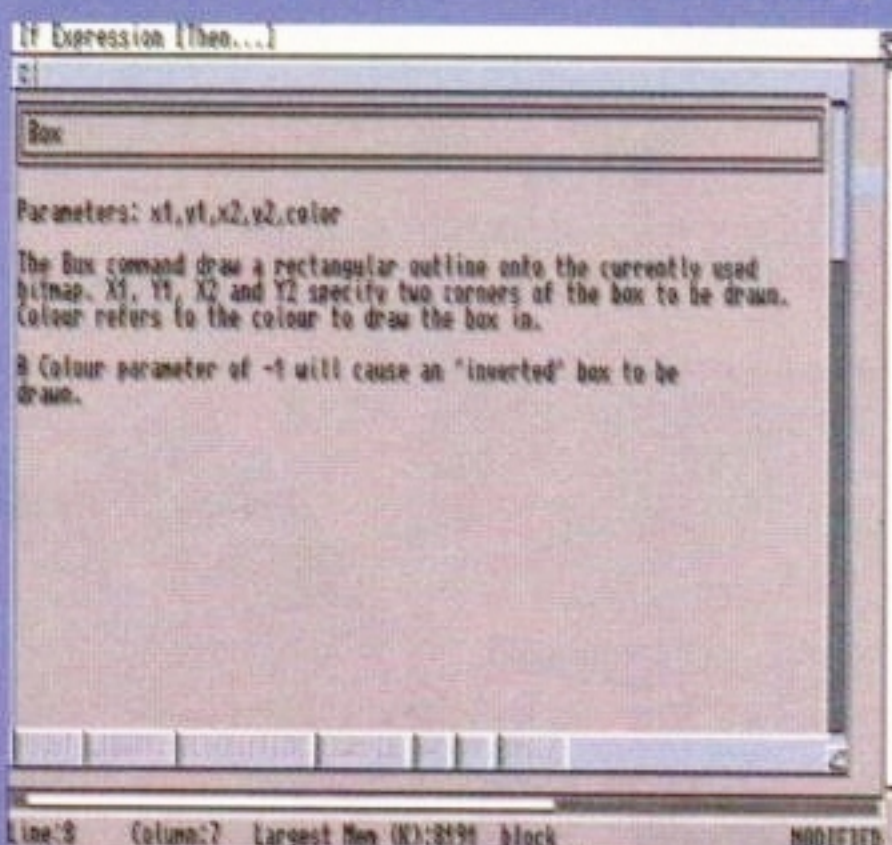 If Expression [Then...]
Box
Parameters: x1,y1,x2,y2,color
The Box command draw a rectangular outline onto the currently used
bitmap. X1, Y1, X2 and Y2 specify two corners of the box to be drawn.
Colour refers to the colour to draw the box in.
A Colour parameter of -1 will cause an 'inverted' box to be
drawn.
Line:8 Column:7 Largest Mem (K): block MODIFIED